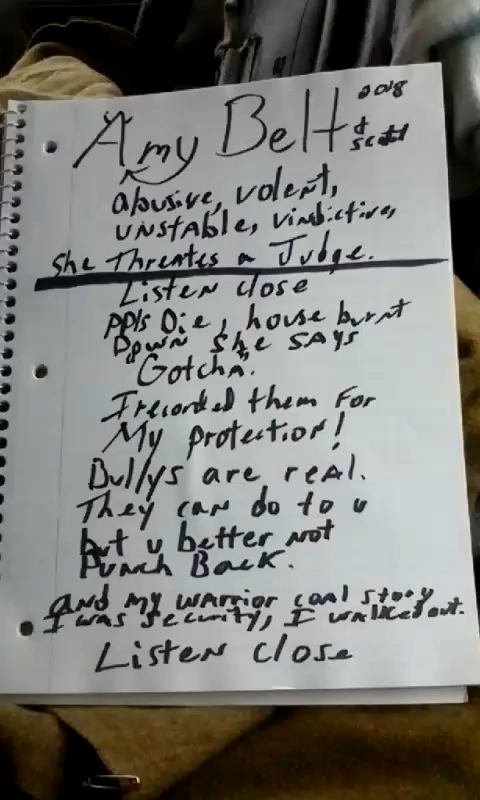 2018
Amy Belt &
Scott
abusive, volent,
unstable, vindictive,
She Threates a Judge.
Listen close
ppls Die, house burnt
Down she says
"Gotcha".
I recorded them for
My protection!
Bullys are real.
They can do to u
but u better not
Punch Back.
and my warrior coal story
I was security, I walked out.
Listen close